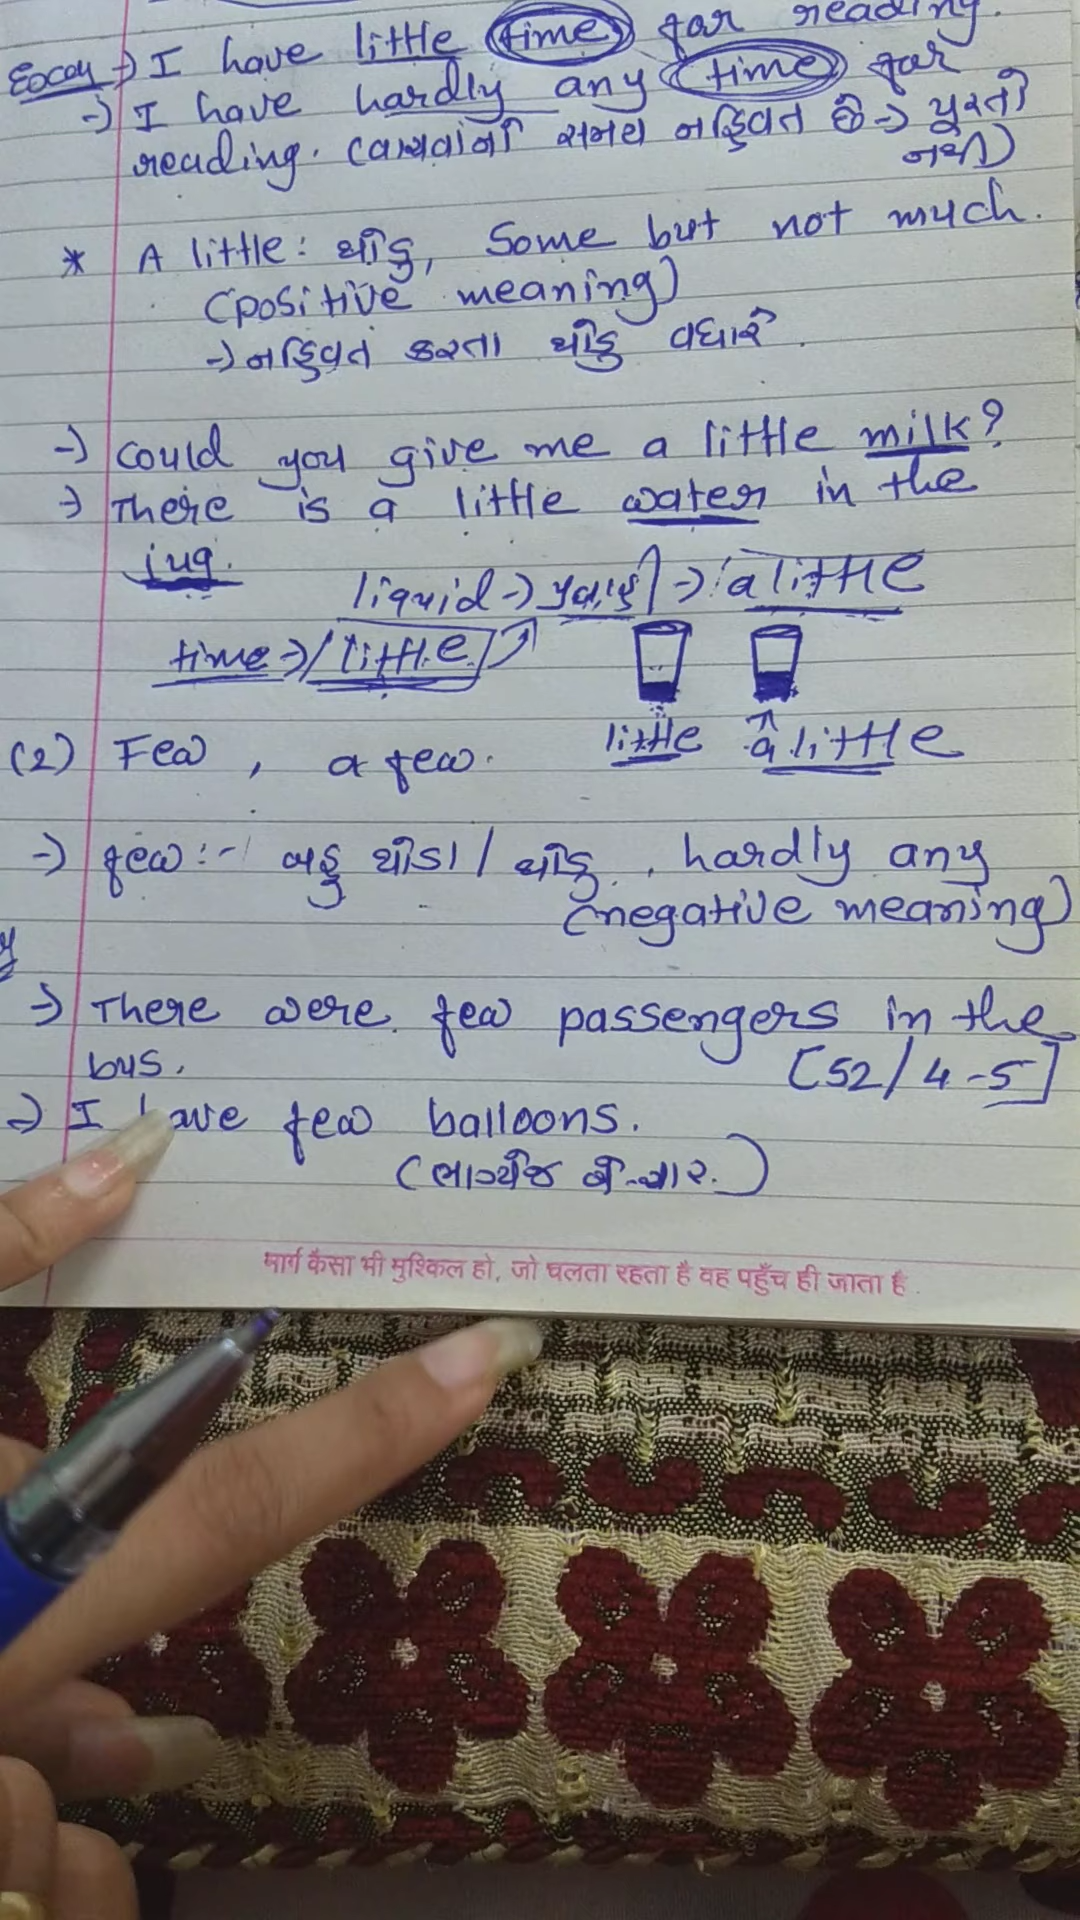 I have little time for reading.
→ I have hardly any time for
reading. (વાચવાંનો સમય નહિવત છે → પૂરતો
નથી)
* A little: થોડુ, Some but not much.
(positive meaning)
→ નહિવત કરતા થોડુ વધારે.
→ Could you give me a little milk?
→ There is a little water in the
jug.
liquid → પ્રવાહી → a little
time → little
little a little
(2) Few, a few.
→ few :- બહુ થોડા / થોડુ, hardly any
(negative meaning)
→ There were few passengers in the
bus. [52/4-5]
→ I have few balloons.
(ભાગ્યેજ બે-ચાર.)
मार्ग कैसा भी मुश्किल हो, जो चलता रहता है वह पहुँच ही जाता है